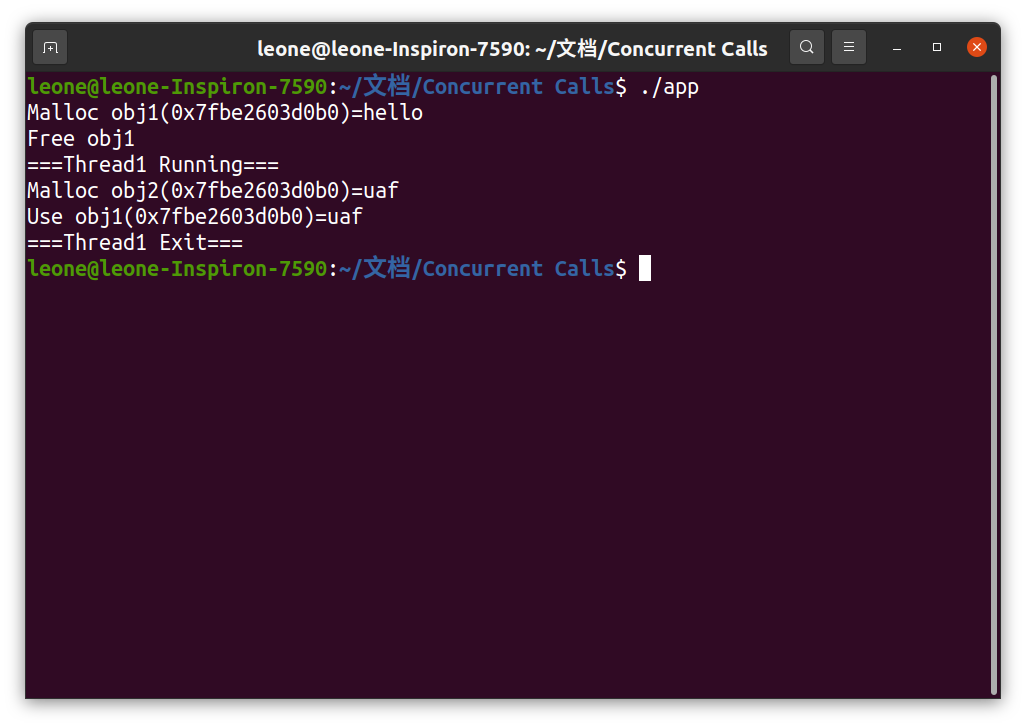 leone@leone-Inspiron-7590: ~/文档/Concurrent Calls
leone@leone-Inspiron-7590:~/文档/Concurrent Calls$ ./app
Malloc obj1(0x7fbe2603d0b0)=hello
Free obj1
===Thread1 Running===
Malloc obj2(0x7fbe2603d0b0)=uaf
Use obj1(0x7fbe2603d0b0)=uaf
===Thread1 Exit===
leone@leone-Inspiron-7590:~/文档/Concurrent Calls$